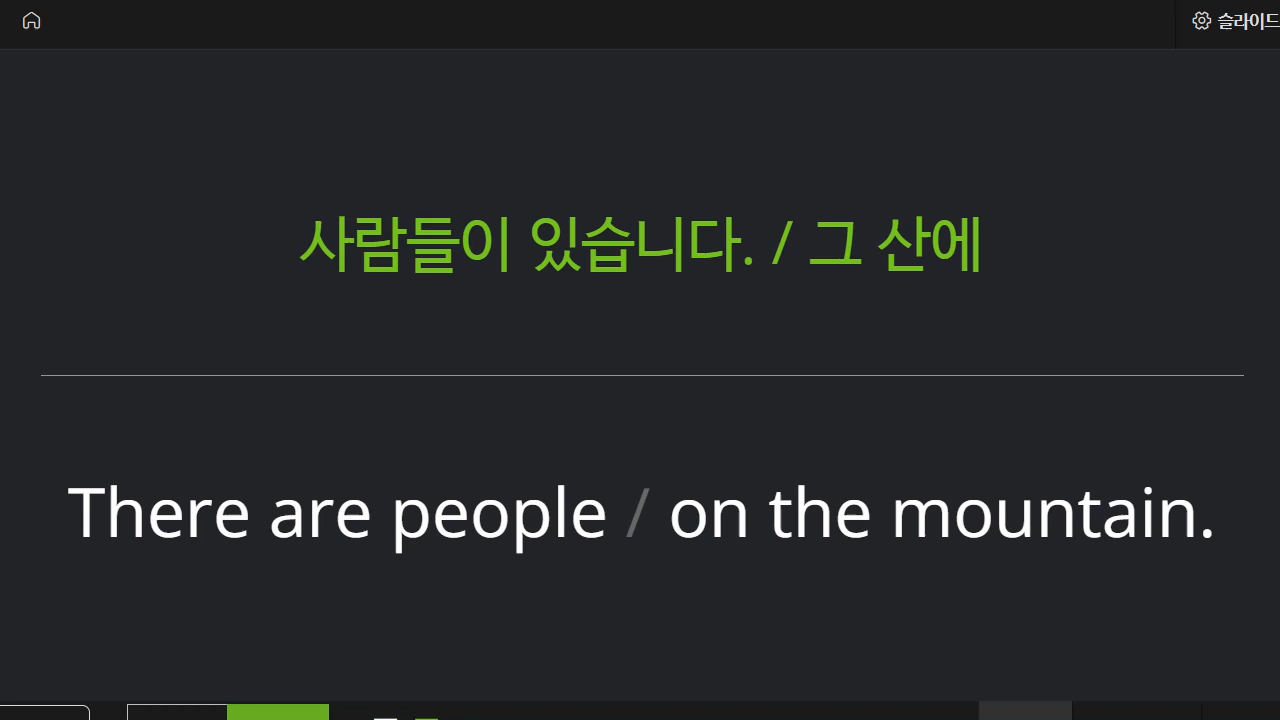 슬라이드
사람들이 있습니다. / 그 산에
There are people / on the mountain.